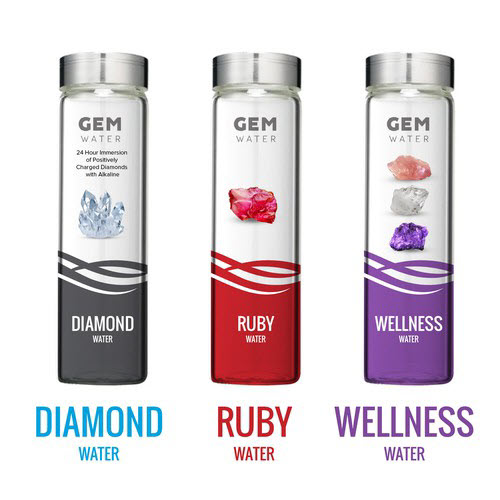 GEM
WATER
24 Hour Immersion
of Positively
Charged Diamonds
with Alkaline
DIAMOND
WATER
GEM
WATER
RUBY
WATER
GEM
WATER
WELLNESS
WATER
DIAMOND
WATER
RUBY
WATER
WELLNESS
WATER